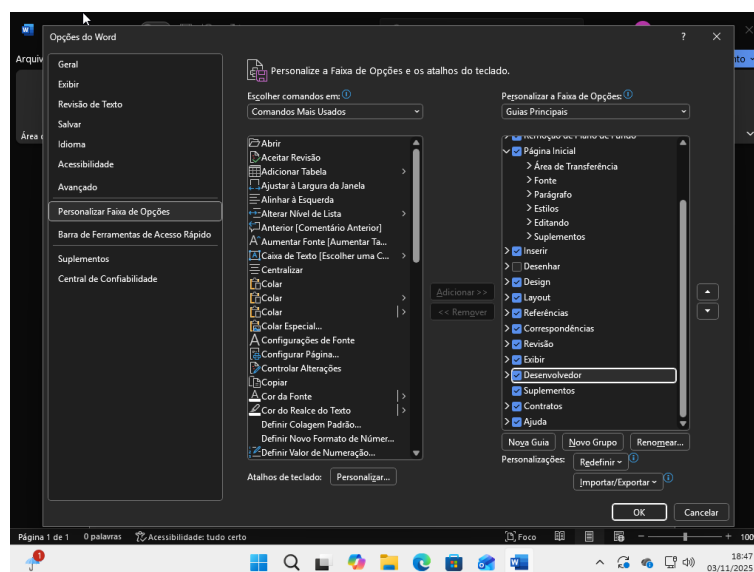 Opções do Word
?
Arquiv
Área d
Geral
Exibir
Revisão de Texto
Salvar
Idioma
Acessibilidade
Avançado
Personalizar Faixa de Opções
Barra de Ferramentas de Acesso Rápido
Suplementos
Central de Confiabilidade
Personalize a Faixa de Opções e os atalhos do teclado.
Escolher comandos em:
Comandos Mais Usados
Abrir
Aceitar Revisão
Adicionar Tabela
Ajustar à Largura da Janela
Alinhar à Esquerda
Alterar Nível de Lista
Anterior [Comentário Anterior]
Aumentar Fonte [Aumentar Ta...
Caixa de Texto [Escolher uma C...
Centralizar
Colar
Colar
Colar
Colar Especial...
Configurações de Fonte
Configurar Página...
Controlar Alterações
Copiar
Cor da Fonte
Cor do Realce do Texto
Definir Colagem Padrão...
Definir Novo Formato de Númer...
Definir Valor de Numeração...
Atalhos de teclado: Personalizar...
Adicionar >>
<< Remover
Personalizar a Faixa de Opções:
Guias Principais
Remoção de Plano de Fundo
Página Inicial
Área de Transferência
Fonte
Parágrafo
Estilos
Editando
Suplementos
Inserir
Desenhar
Design
Layout
Referências
Correspondências
Revisão
Exibir
Desenvolvedor
Suplementos
Contratos
Ajuda
Nova Guia Novo Grupo Renomear...
Personalizações: Redefinir
Importar/Exportar
OK Cancelar
Página 1 de 1 0 palavras Acessibilidade: tudo certo Foco 100
1
18:47
03/11/2025